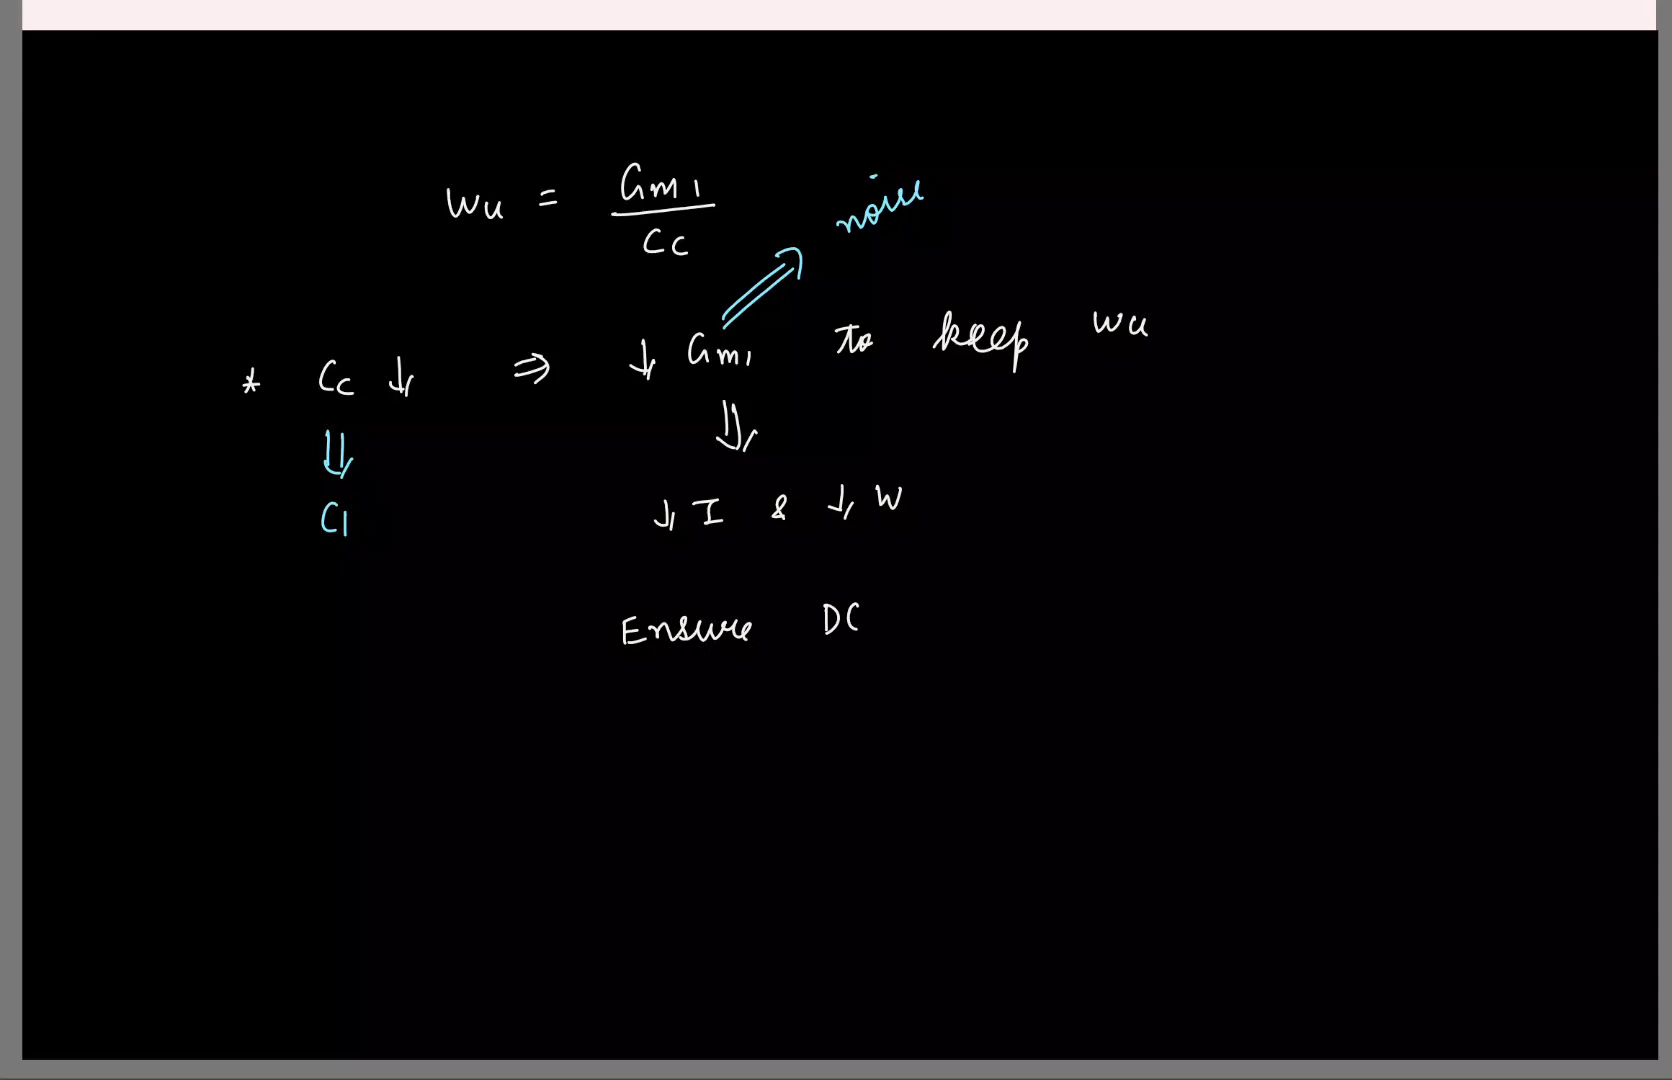 Wu = Gm1 / Cc
noise
* Cc ↓ ⇒ ↓ Gm1 to keep wu
⇓ ⇓
C1 ↓ I & ↓ W
Ensure DC